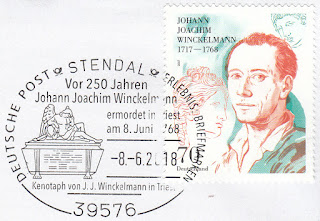 DEUTSCHE POST STENDAL ERLEBNIS: BRIEFMARKEN
Vor 250 Jahren
Johann Joachim Winckelmann
ermordet in Triest
am 8. Juni 1768
-8.-6.2018
Kenotaph von J. J. Winckelmann in Triest
39576
JOHANN
JOACHIM
WINCKELMANN
1717–1768
70
Deutschland